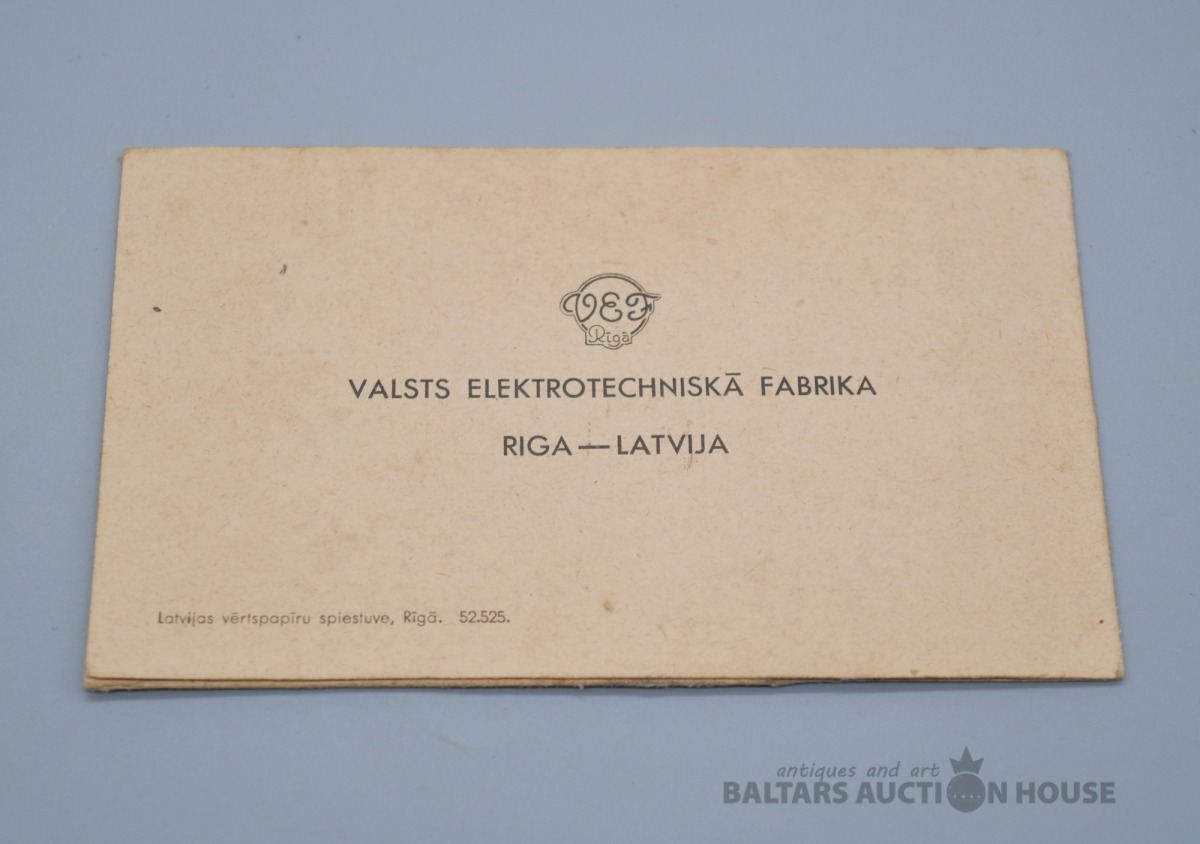 VEF
Rīgā
VALSTS ELEKTROTECHNISKĀ FABRIKA
RIGA — LATVIJA
Latvijas vērtspapīru spiestuve, Rīgā. 52.525.
antiques and art
BALTARS AUCTION HOUSE